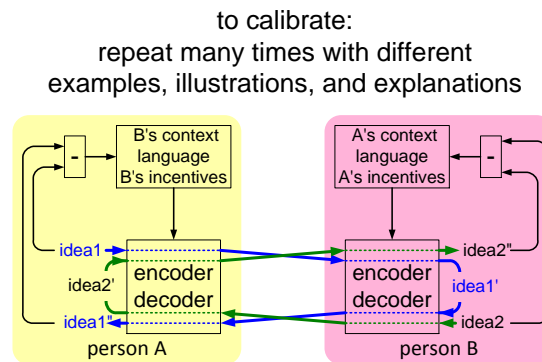 to calibrate:
repeat many times with different
examples, illustrations, and explanations
B's context
language
B's incentives
-
A's context
language
A's incentives
-
idea1
idea2'
idea1"
encoder
decoder
person A
encoder
decoder
idea2"
idea1'
idea2
person B